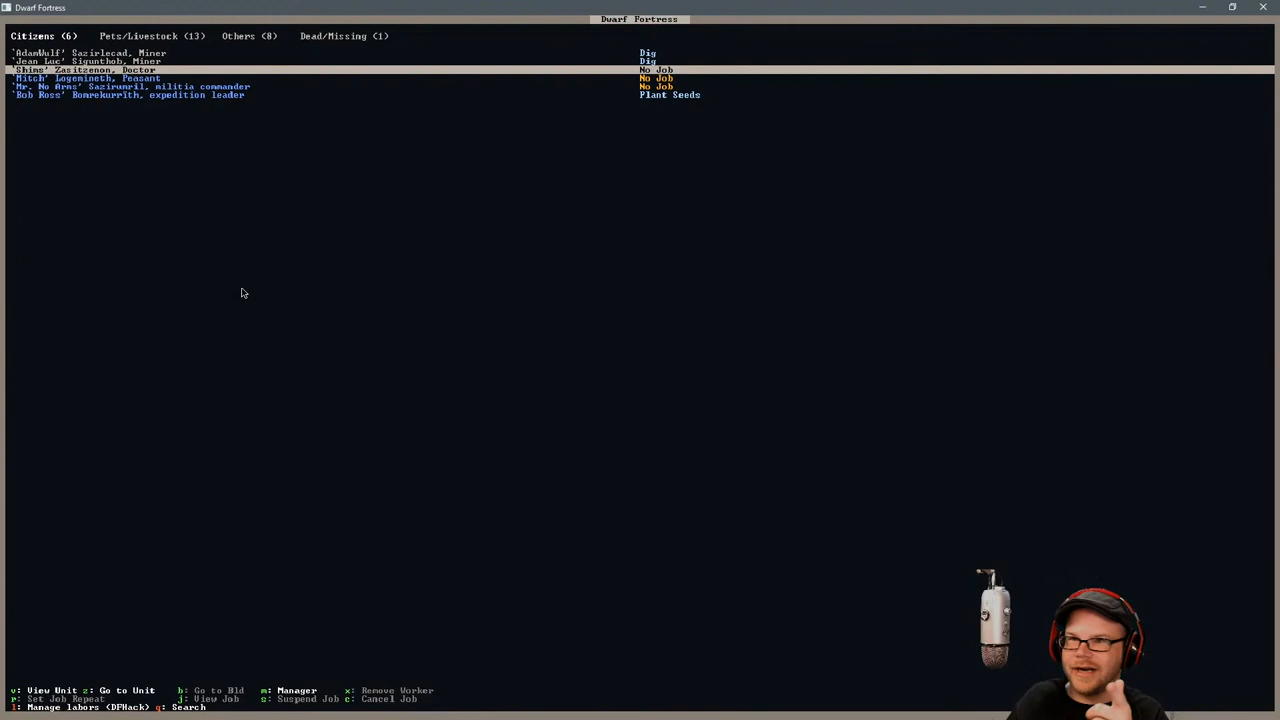 Dwarf Fortress
Dwarf Fortress
Citizens (6) Pets/Livestock (13) Others (8) Dead/Missing (1)
`AdamWulf' Sazirlecad, Miner Dig
`Jean Luc' Sigunthob, Miner Dig
`Shims' Zasitzenon, Doctor No Job
`Mitch' Logemineth, Peasant No Job
`Mr. No Arms' Sazirumril, militia commander No Job
`Bob Ross' Bomrekurrith, expedition leader Plant Seeds
v: View Unit z: Go to Unit b: Go to Bld m: Manager x: Remove Worker
r: Set Job Repeat j: View Job s: Suspend Job c: Cancel Job
l: Manage labors (DFHack) q: Search